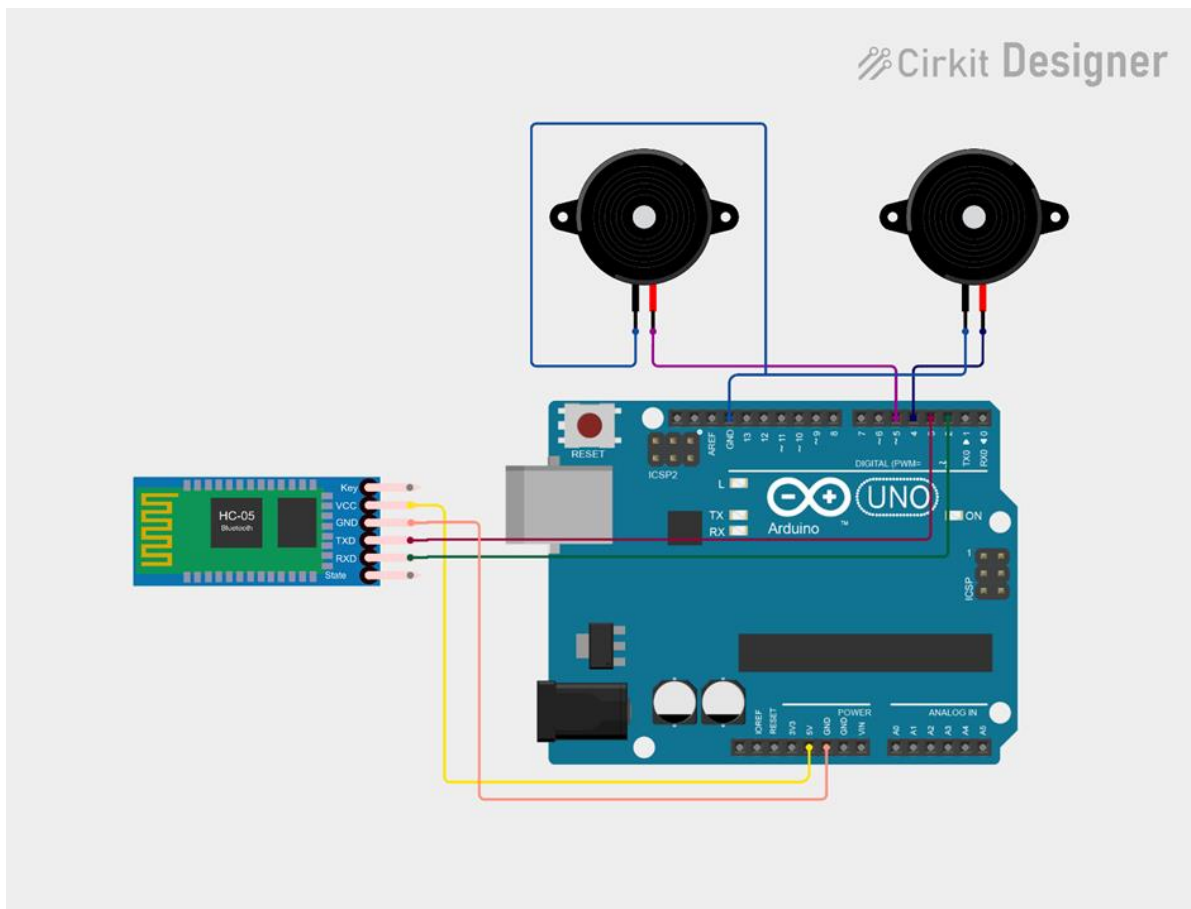 Cirkit Designer
RESET
ICSP2
AREF
GND
13
12
~11
~10
~9
8
7
~6
~5
4
2
TX0 ▶ 1
RX0 ◀ 0
DIGITAL (PWM=
~
L
TX
RX
UNO
Arduino
TM
ON
1
ICSP
HC-05
Bluetooth
Key
VCC
GND
TXD
RXD
State
POWER
ANALOG IN
IOREF
RESET
3V3
5V
GND
GND
VIN
A0
A1
A2
A3
A4
A5